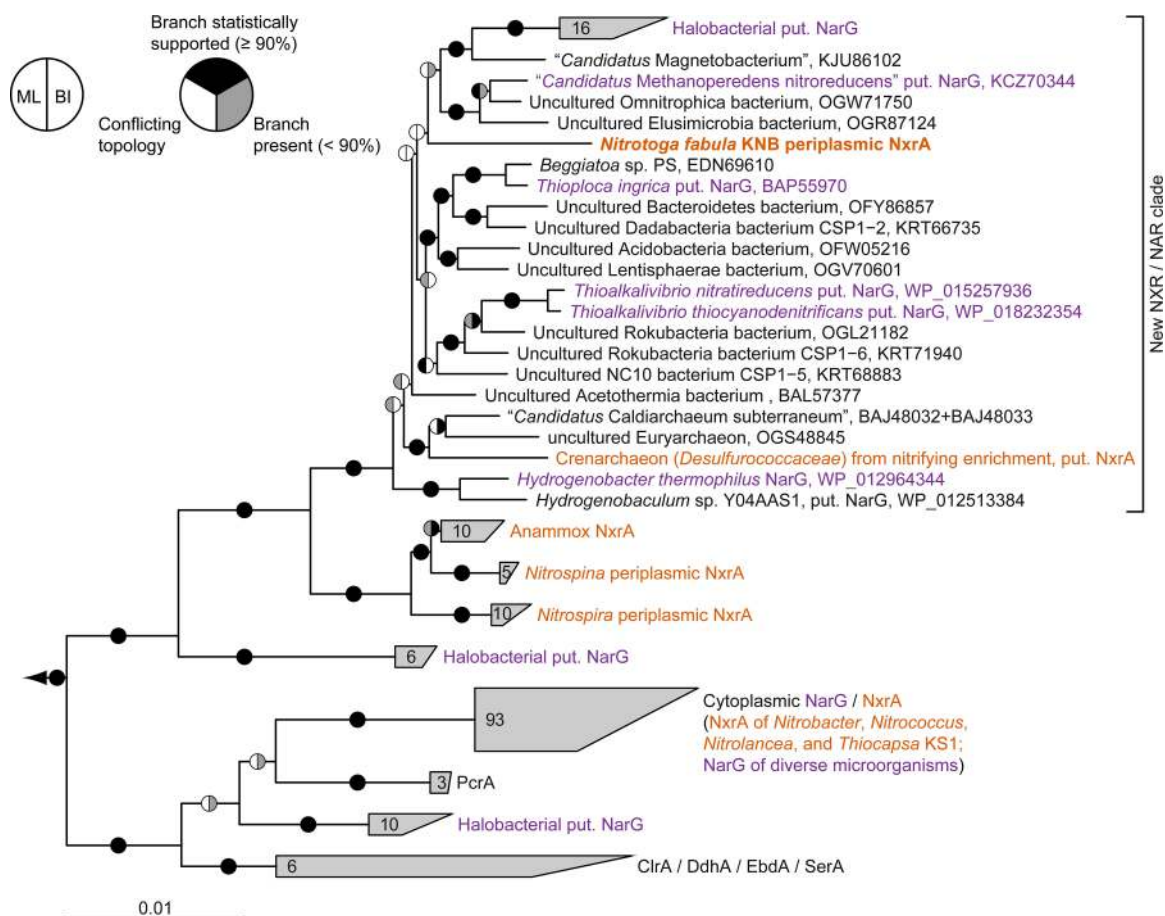 Branch statistically
supported (≥ 90%)
ML BI
Conflicting
topology
Branch
present (< 90%)
16 Halobacterial put. NarG
“Candidatus Magnetobacterium”, KJU86102
“Candidatus Methanoperedens nitroreducens” put. NarG, KCZ70344
Uncultured Omnitrophica bacterium, OGW71750
Uncultured Elusimicrobia bacterium, OGR87124
Nitrotoga fabula KNB periplasmic NxrA
Beggiatoa sp. PS, EDN69610
Thioploca ingrica put. NarG, BAP55970
Uncultured Bacteroidetes bacterium, OFY86857
Uncultured Dadabacteria bacterium CSP1−2, KRT66735
Uncultured Acidobacteria bacterium, OFW05216
Uncultured Lentisphaerae bacterium, OGV70601
Thioalkalivibrio nitratireducens put. NarG, WP_015257936
Thioalkalivibrio thiocyanodenitrificans put. NarG, WP_018232354
Uncultured Rokubacteria bacterium, OGL21182
Uncultured Rokubacteria bacterium CSP1−6, KRT71940
Uncultured NC10 bacterium CSP1−5, KRT68883
Uncultured Acetothermia bacterium , BAL57377
“Candidatus Caldiarchaeum subterraneum”, BAJ48032+BAJ48033
uncultured Euryarchaeon, OGS48845
Crenarchaeon (Desulfurococcaceae) from nitrifying enrichment, put. NxrA
Hydrogenobacter thermophilus NarG, WP_012964344
Hydrogenobaculum sp. Y04AAS1, put. NarG, WP_012513384
New NXR / NAR clade
10 Anammox NxrA
5 Nitrospina periplasmic NxrA
10 Nitrospira periplasmic NxrA
6 Halobacterial put. NarG
93 Cytoplasmic NarG / NxrA
(NxrA of Nitrobacter, Nitrococcus,
Nitrolancea, and Thiocapsa KS1;
NarG of diverse microorganisms)
3 PcrA
10 Halobacterial put. NarG
6 ClrA / DdhA / EbdA / SerA
0.01